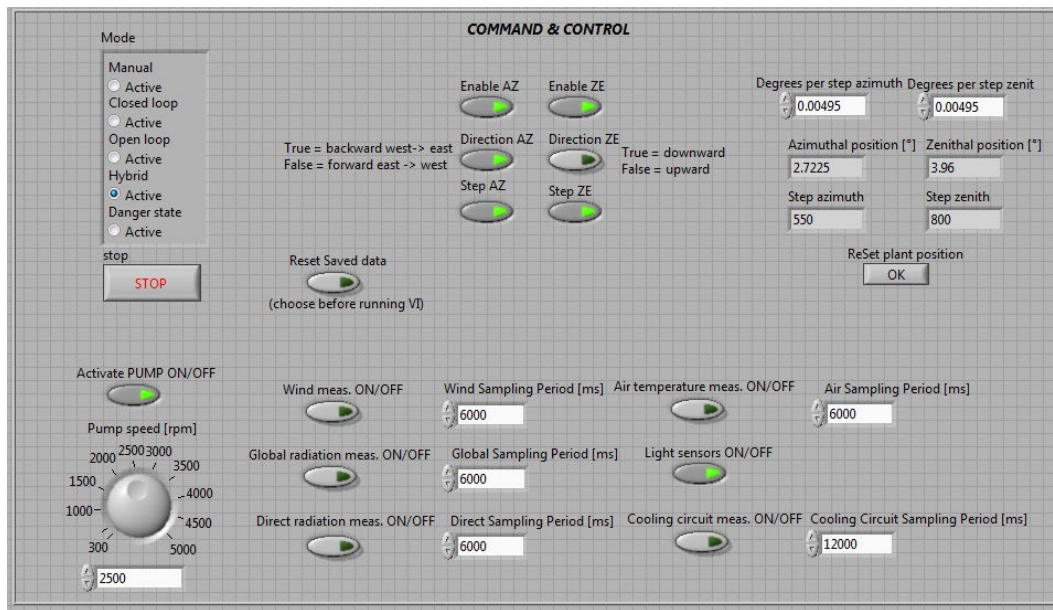 COMMAND & CONTROL
Mode
Manual
Active
Closed loop
Active
Open loop
Active
Hybrid
Active
Danger state
Active
stop
STOP
Enable AZ
Enable ZE
True = backward west-> east
False = forward east -> west
Direction AZ
Direction ZE
True = downward
False = upward
Step AZ
Step ZE
Degrees per step azimuth
Degrees per step zenit
0.00495
0.00495
Azimuthal position [°]
Zenithal position [°]
2.7225
3.96
Step azimuth
Step zenith
550
800
ReSet plant position
OK
Reset Saved data
(choose before running VI)
Activate PUMP ON/OFF
Pump speed [rpm]
300
1000
1500
2000
2500
3000
3500
4000
4500
5000
2500
Wind meas. ON/OFF
Wind Sampling Period [ms]
6000
Air temperature meas. ON/OFF
Air Sampling Period [ms]
6000
Global radiation meas. ON/OFF
Global Sampling Period [ms]
6000
Light sensors ON/OFF
Direct radiation meas. ON/OFF
Direct Sampling Period [ms]
6000
Cooling circuit meas. ON/OFF
Cooling Circuit Sampling Period [ms]
12000